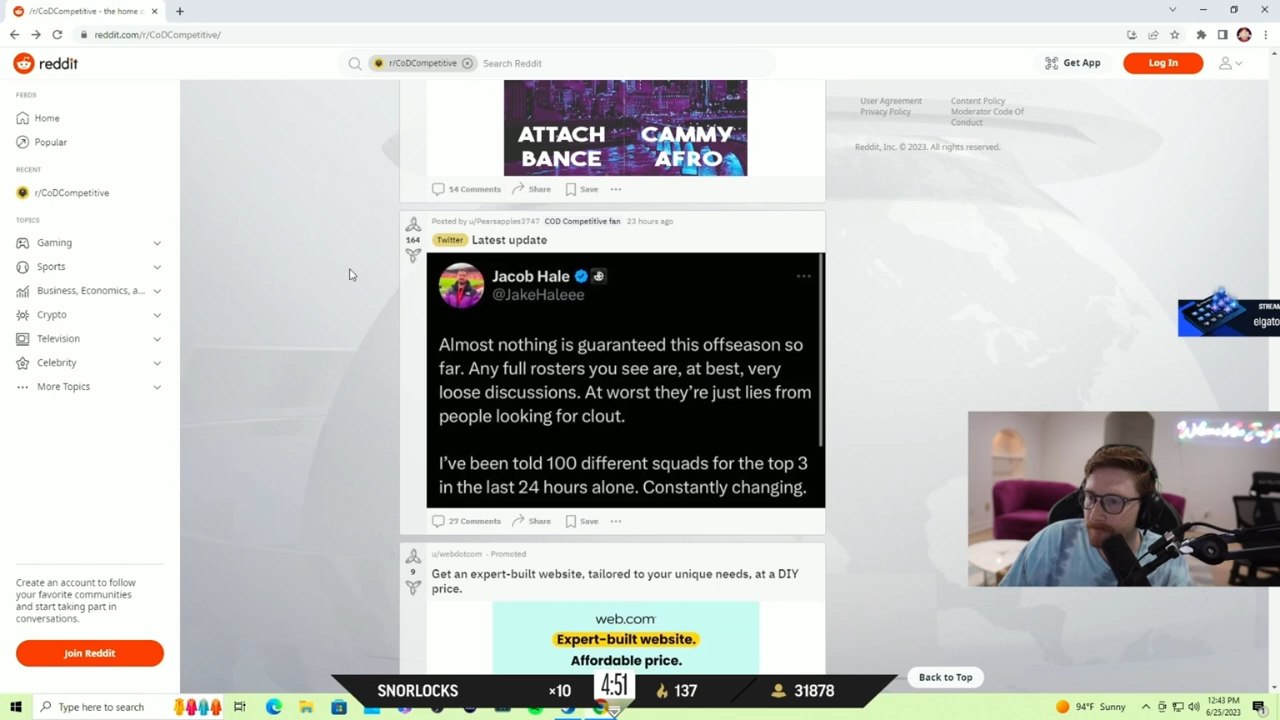 /r/CoDCompetitive - the home o
reddit.com/r/CoDCompetitive/
reddit
r/CoDCompetitive
Search Reddit
Get App
Log In
FEEDS
Home
Popular
RECENT
r/CoDCompetitive
TOPICS
Gaming
Sports
Business, Economics, a...
Crypto
Television
Celebrity
More Topics
Create an account to follow
your favorite communities
and start taking part in
conversations.
Join Reddit
ATTACH CAMMY
BANCE AFRO
14 Comments Share Save
Posted by u/Pearsapples3747 COD Competitive fan 23 hours ago
164
Twitter Latest update
Jacob Hale
@JakeHaleee
Almost nothing is guaranteed this offseason so
far. Any full rosters you see are, at best, very
loose discussions. At worst they're just lies from
people looking for clout.
I've been told 100 different squads for the top 3
in the last 24 hours alone. Constantly changing.
27 Comments Share Save
u/webdotcom · Promoted
9
Get an expert-built website, tailored to your unique needs, at a DIY
price.
web.com
Expert-built website.
Affordable price.
User Agreement
Privacy Policy
Content Policy
Moderator Code Of
Conduct
Reddit, Inc. © 2023. All rights reserved.
STREAM
elgato
Back to Top
SNORLOCKS ×10 4:51 137 31878
Type here to search
94°F Sunny
12:43 PM
6/25/2023